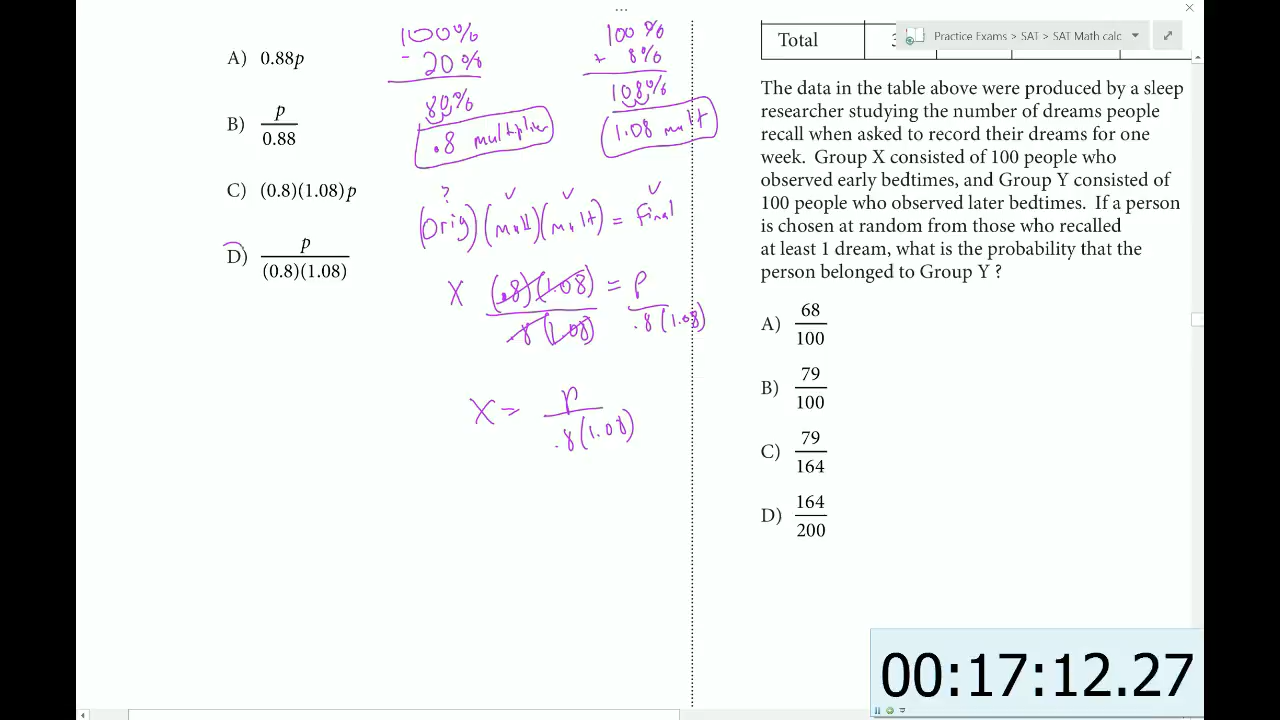 A) 0.88p
B) p
0.88
C) (0.8)(1.08)p
D) p
(0.8)(1.08)
100%
- 20%
80%
.8 multiplier
100%
+ 8%
108%
1.08 mult
? ✓ ✓ ✓
(orig)(mult)(mult) = final
X (.8)(1.08) = p
.8(1.08) .8(1.08)
X = p
.8(1.08)
Total
Practice Exams > SAT > SAT Math calc
The data in the table above were produced by a sleep
researcher studying the number of dreams people
recall when asked to record their dreams for one
week. Group X consisted of 100 people who
observed early bedtimes, and Group Y consisted of
100 people who observed later bedtimes. If a person
is chosen at random from those who recalled
at least 1 dream, what is the probability that the
person belonged to Group Y ?
A) 68
100
B) 79
100
C) 79
164
D) 164
200
00:17:12.27